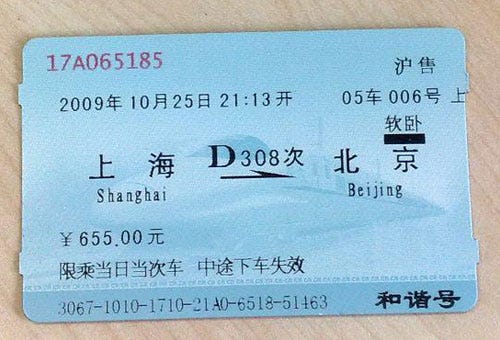 17A065185 沪售
2009年10月25日21:13开 05车006号上
软卧
上海 D308次 北京
Shanghai Beijing
¥655.00元
限乘当日当次车 中途下车失效
3067-1010-1710-21A0-6518-51463 和谐号